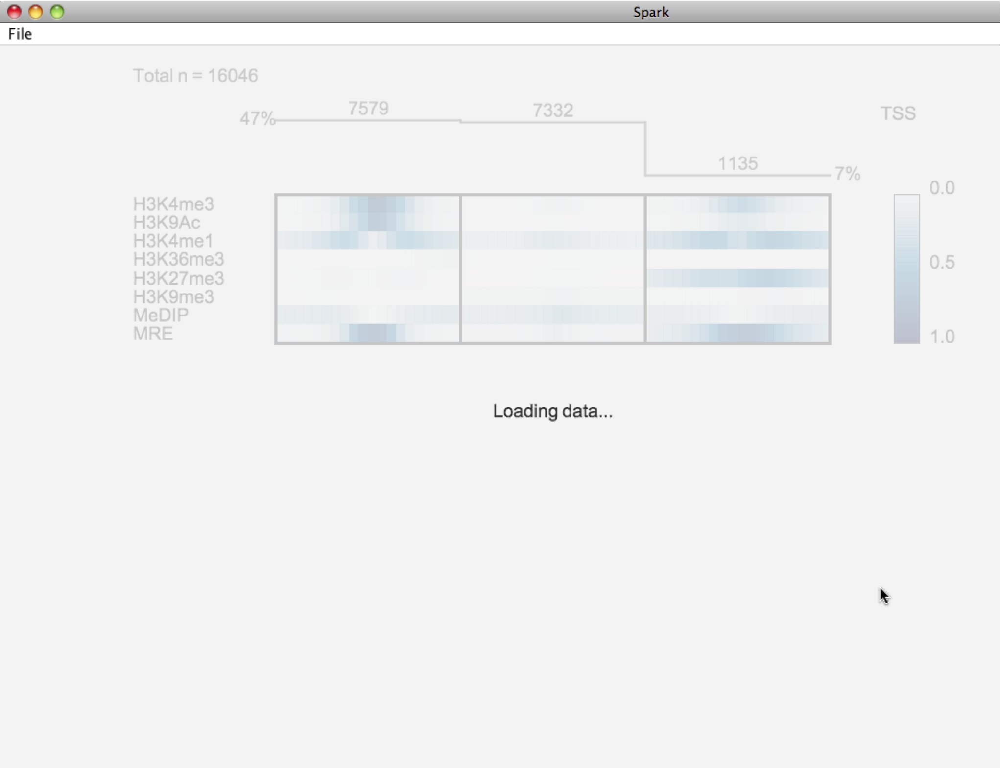 Spark
File
Total n = 16046
7579
7332
TSS
47%
1135
7%
0.0
H3K4me3
H3K9Ac
H3K4me1
H3K36me3
0.5
H3K27me3
H3K9me3
MeDIP
MRE
1.0
Loading data...